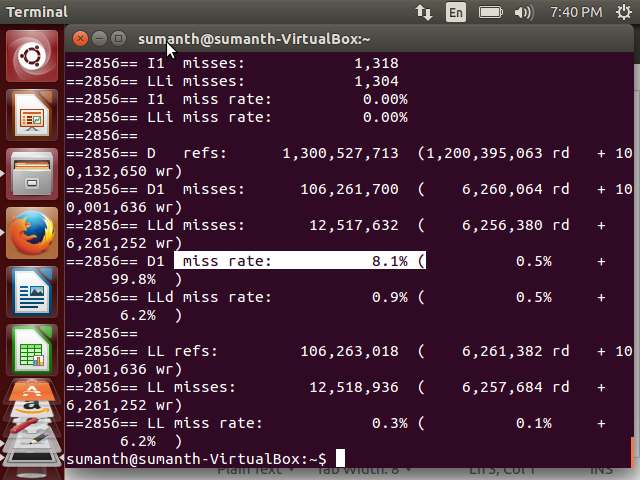 Terminal En 7:40 PM
sumanth@sumanth-VirtualBox:~
==2856== I1  misses:            1,318
==2856== LLi misses:            1,304
==2856== I1  miss rate:          0.00%
==2856== LLi miss rate:          0.00%
==2856==
==2856== D   refs:      1,300,527,713  (1,200,395,063 rd   + 10
0,132,650 wr)
==2856== D1  misses:      106,261,700  (    6,260,064 rd   + 10
0,001,636 wr)
==2856== LLd misses:       12,517,632  (    6,256,380 rd   +
6,261,252 wr)
==2856== D1  miss rate:           8.1% (          0.5%     +
     99.8%  )
==2856== LLd miss rate:           0.9% (          0.5%     +
      6.2%  )
==2856==
==2856== LL refs:         106,263,018  (    6,261,382 rd   + 10
0,001,636 wr)
==2856== LL misses:        12,518,936  (    6,257,684 rd   +
6,261,252 wr)
==2856== LL miss rate:            0.3% (          0.1%     +
      6.2%  )
sumanth@sumanth-VirtualBox:~$
Plain Text Tab Width: 8 Ln 5, Col 1 INS